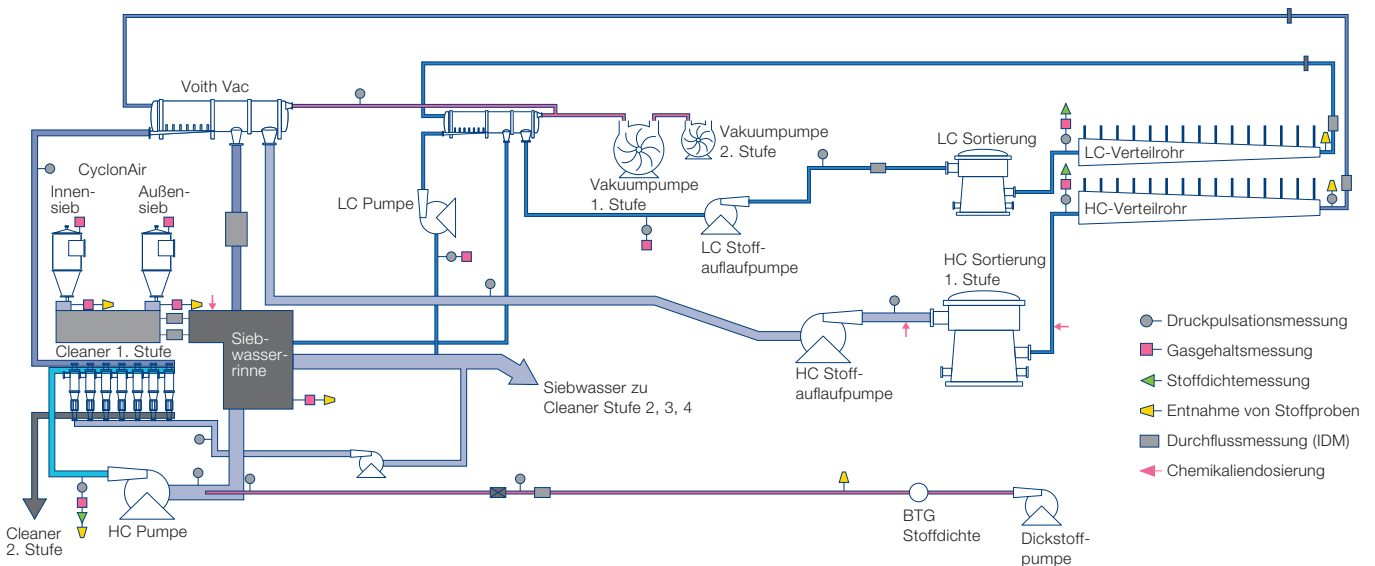 Voith Vac
CyclonAir
Innen-
sieb
Außen-
sieb
Cleaner 1. Stufe
Sieb-
wasser-
rinne
LC Pumpe
Vakuumpumpe
1. Stufe
Vakuumpumpe
2. Stufe
LC Stoff-
auflaufpumpe
LC Sortierung
LC-Verteilrohr
HC-Verteilrohr
HC Sortierung
1. Stufe
HC Stoff-
auflaufpumpe
Siebwasser zu
Cleaner Stufe 2, 3, 4
Cleaner
2. Stufe
HC Pumpe
BTG
Stoffdichte
Dickstoff-
pumpe
Druckpulsationsmessung
Gasgehaltsmessung
Stoffdichtemessung
Entnahme von Stoffproben
Durchflussmessung (IDM)
Chemikaliendosierung